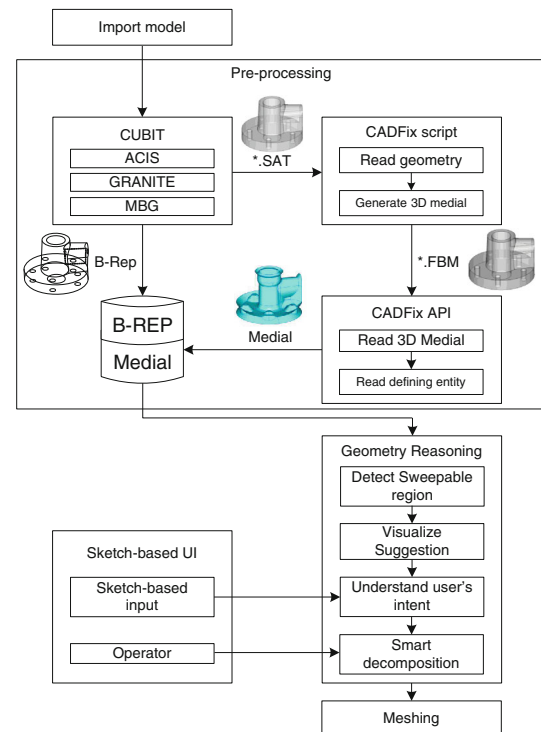 Import model
Pre-processing
CUBIT
ACIS
GRANITE
MBG
*.SAT
CADFix script
Read geometry
Generate 3D medial
B-Rep
*.FBM
B-REP
Medial
Medial
CADFix API
Read 3D Medial
Read defining entity
Geometry Reasoning
Detect Sweepable
region
Visualize
Suggestion
Understand user's
intent
Smart
decomposition
Sketch-based UI
Sketch-based
input
Operator
Meshing